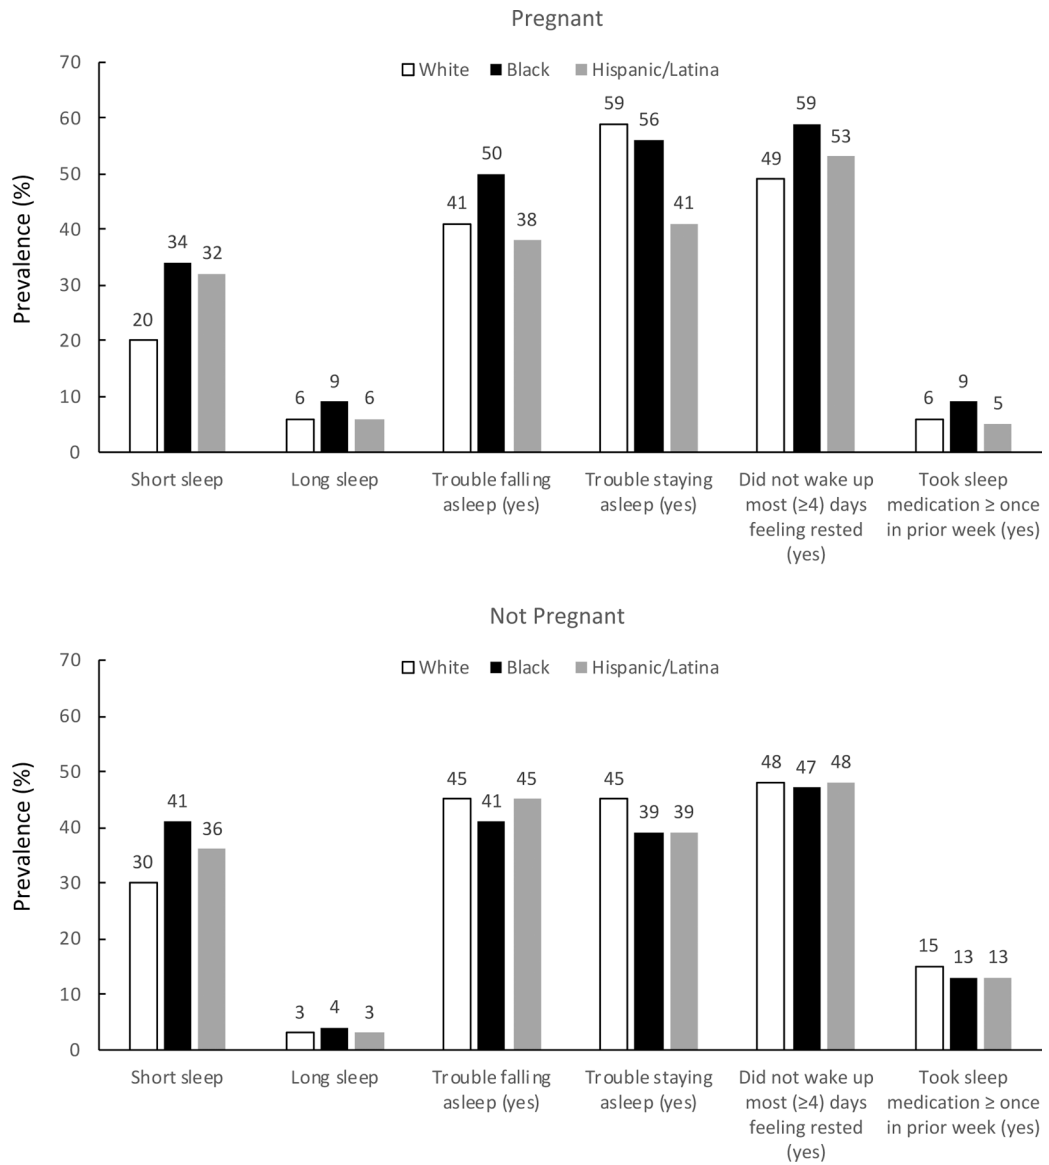 Pregnant
70
60
50
40
30
20
10
0
Prevalence (%)
White Black Hispanic/Latina
20 34 32
6 9 6
41 50 38
59 56 41
49 59 53
6 9 5
Short sleep
Long sleep
Trouble falling
asleep (yes)
Trouble staying
asleep (yes)
Did not wake up
most (≥4) days
feeling rested
(yes)
Took sleep
medication ≥ once
in prior week (yes)
Not Pregnant
70
60
50
40
30
20
10
0
Prevalence (%)
White Black Hispanic/Latina
30 41 36
3 4 3
45 41 45
45 39 39
48 47 48
15 13 13
Short sleep
Long sleep
Trouble falling
asleep (yes)
Trouble staying
asleep (yes)
Did not wake up
most (≥4) days
feeling rested
(yes)
Took sleep
medication ≥ once
in prior week (yes)